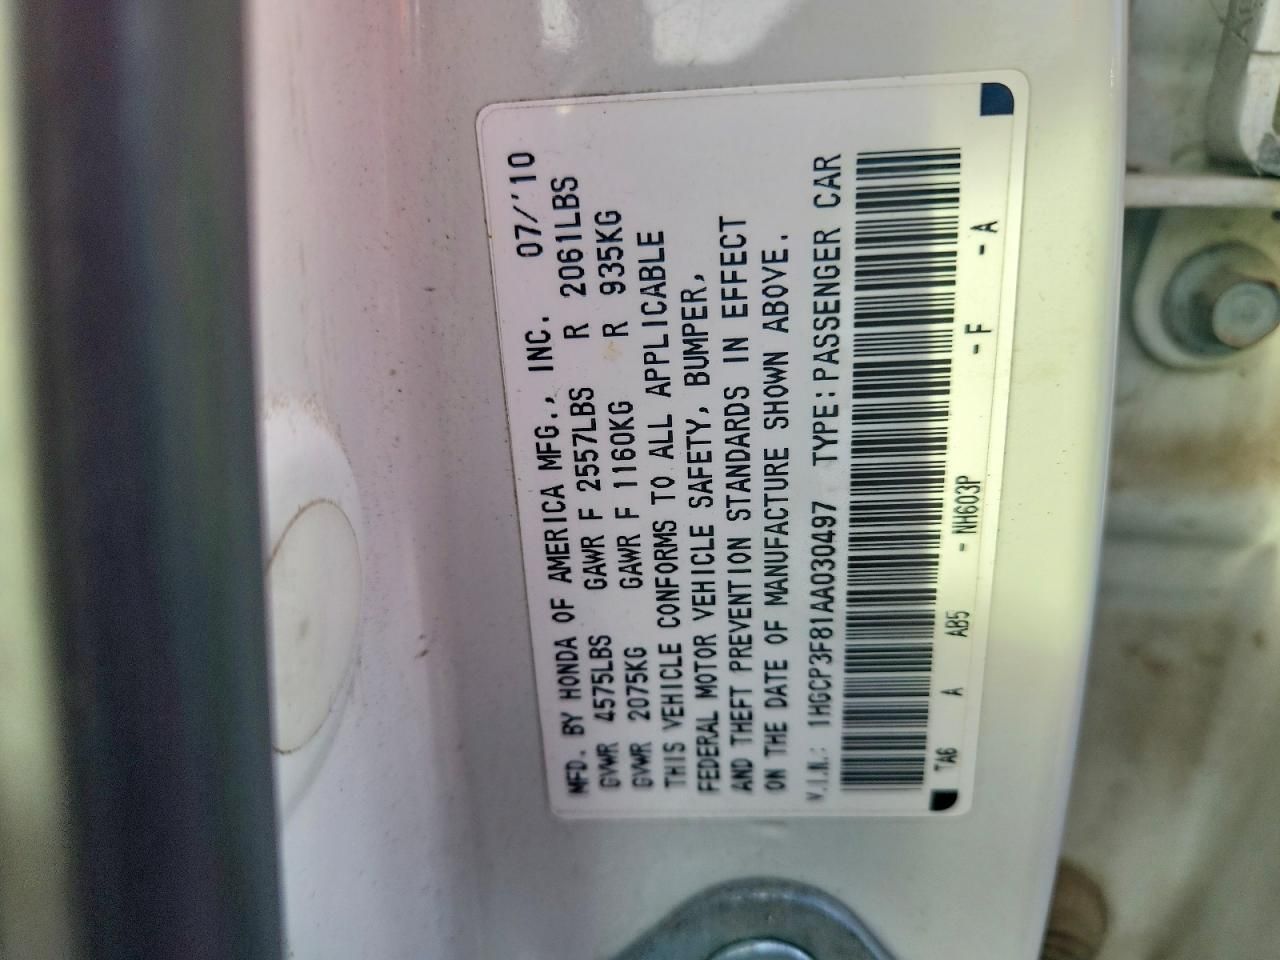 MFD. BY HONDA OF AMERICA MFG., INC. 07/'10
GVWR 4575LBS GAWR F 2557LBS R 2061LBS
GVWR 2075KG GAWR F 1160KG R 935KG
THIS VEHICLE CONFORMS TO ALL APPLICABLE
FEDERAL MOTOR VEHICLE SAFETY, BUMPER,
AND THEFT PREVENTION STANDARDS IN EFFECT
ON THE DATE OF MANUFACTURE SHOWN ABOVE.
V.I.N.: 1HGCP3F81AA030497 TYPE:PASSENGER CAR
TA6 A AB5 - NH603P -F -A